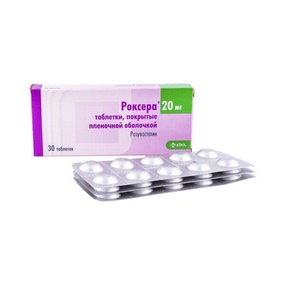 Роксера® 20 мг
таблетки, покрытые
пленочной оболочкой
Розувастатин
30 таблеток
KRKA